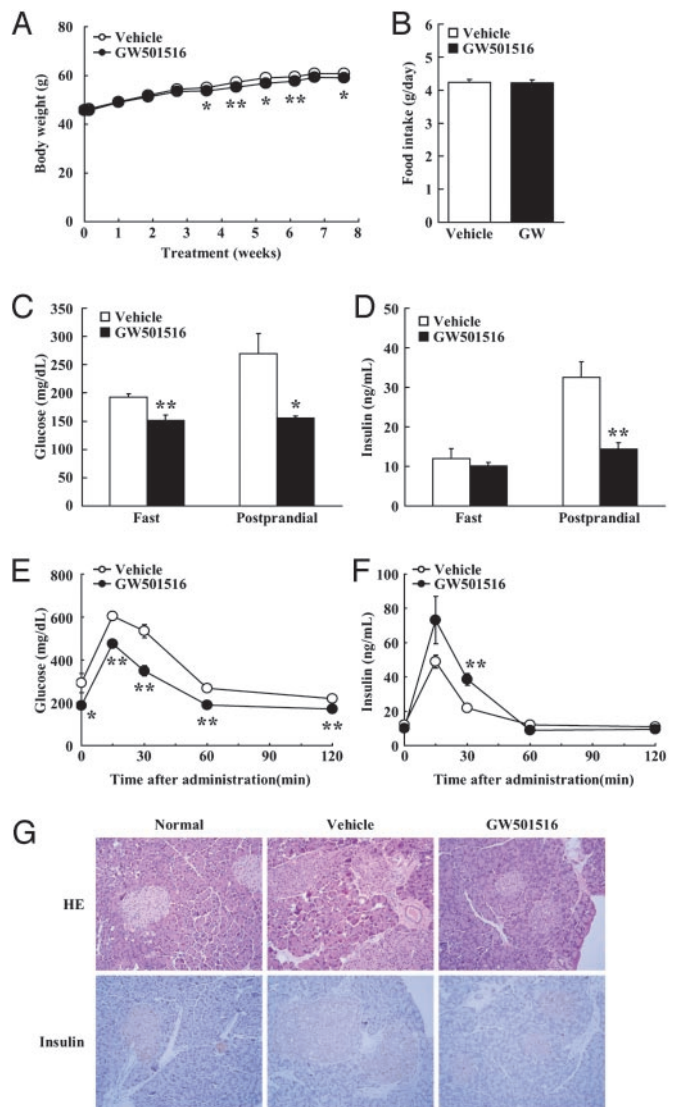 A
Vehicle
GW501516
Body weight (g)
80
60
40
20
0
* ** * ** *
0 1 2 3 4 5 6 7 8
Treatment (weeks)
B
Vehicle
GW501516
Food intake (g/day)
6
5
4
3
2
1
0
Vehicle GW
C
Vehicle
GW501516
Glucose (mg/dL)
350
300
250
200
150
100
50
0
** *
Fast Postprandial
D
Vehicle
GW501516
Insulin (ng/mL)
50
40
30
20
10
0
**
Fast Postprandial
E
Vehicle
GW501516
Glucose (mg/dL)
800
600
400
200
0
* ** ** ** **
0 30 60 90 120
Time after administration(min)
F
Vehicle
GW501516
Insulin (ng/mL)
100
80
60
40
20
0
**
0 30 60 90 120
Time after administration(min)
G
Normal Vehicle GW501516
HE
Insulin